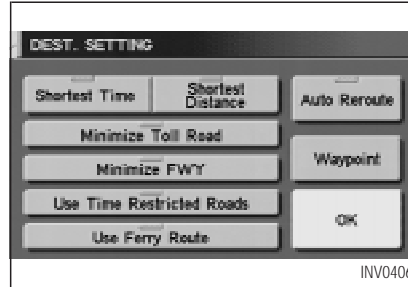 DEST. SETTING
Shortest Time
Shortest
Distance
Auto Reroute
Minimize Toll Road
Minimize FWY
Waypoint
Use Time Restricted Roads
Use Ferry Route
OK
INV0406